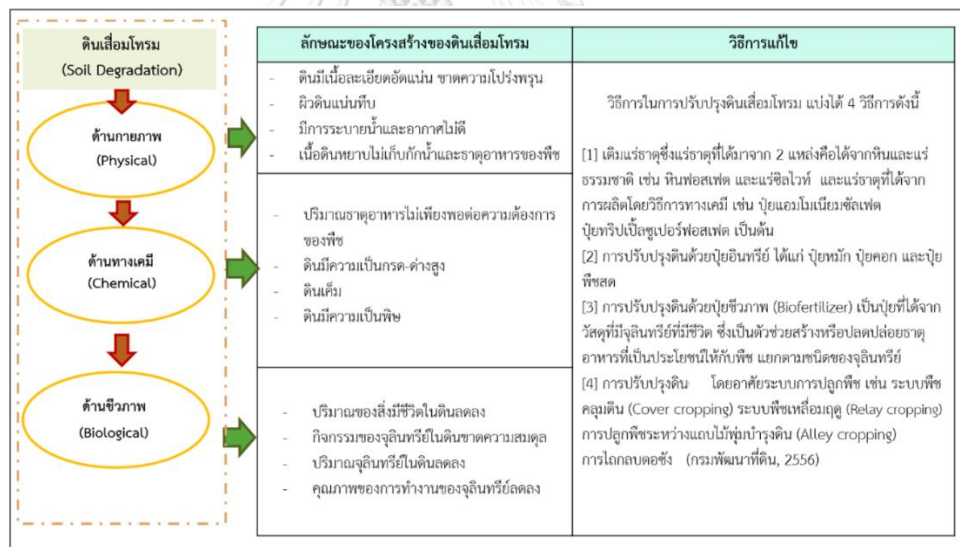 ดินเสื่อมโทรม
(Soil Degradation)
ด้านกายภาพ
(Physical)
ด้านทางเคมี
(Chemical)
ด้านชีวภาพ
(Biological)
ลักษณะของโครงสร้างของดินเสื่อมโทรม
- ดินมีเนื้อละเอียดอัดแน่น ขาดความโปร่งพรุน
- ผิวดินแน่นทึบ
- มีการระบายน้ำและอากาศไม่ดี
- เนื้อดินหยาบไม่เก็บกักน้ำและธาตุอาหารของพืช
- ปริมาณธาตุอาหารไม่เพียงพอต่อความต้องการ
ของพืช
- ดินมีความเป็นกรด-ด่างสูง
- ดินเค็ม
- ดินมีความเป็นพิษ
- ปริมาณของสิ่งมีชีวิตในดินลดลง
- กิจกรรมของจุลินทรีย์ในดินขาดความสมดุล
- ปริมาณจุลินทรีย์ในดินลดลง
- คุณภาพของการทำงานของจุลินทรีย์ลดลง
วิธีการแก้ไข
วิธีการในการปรับปรุงดินเสื่อมโทรม แบ่งได้ 4 วิธีการดังนี้
[1] เติมแร่ธาตุซึ่งแร่ธาตุที่ได้มาจาก 2 แหล่งคือได้จากหินและแร่
ธรรมชาติ เช่น หินฟอสเฟต และแร่ซิลไวท์ และแร่ธาตุที่ได้จาก
การผลิตโดยวิธีการทางเคมี เช่น ปุ๋ยแอมโมเนียมซัลเฟต
ปุ๋ยทริปเปิ้ลซูเปอร์ฟอสเฟต เป็นต้น
[2] การปรับปรุงดินด้วยปุ๋ยอินทรีย์ ได้แก่ ปุ๋ยหมัก ปุ๋ยคอก และปุ๋ย
พืชสด
[3] การปรับปรุงดินด้วยปุ๋ยชีวภาพ (Biofertilizer) เป็นปุ๋ยที่ได้จาก
วัสดุที่มีจุลินทรีย์ที่มีชีวิต ซึ่งเป็นตัวช่วยสร้างหรือปลดปล่อยธาตุ
อาหารที่เป็นประโยชน์ให้กับพืช แยกตามชนิดของจุลินทรีย์
[4] การปรับปรุงดิน โดยอาศัยระบบการปลูกพืช เช่น ระบบพืช
คลุมดิน (Cover cropping) ระบบพืชเหลื่อมฤดู (Relay cropping)
การปลูกพืชระหว่างแถบไม้พุ่มบำรุงดิน (Alley cropping)
การไถกลบตอซัง (กรมพัฒนาที่ดิน, 2556)